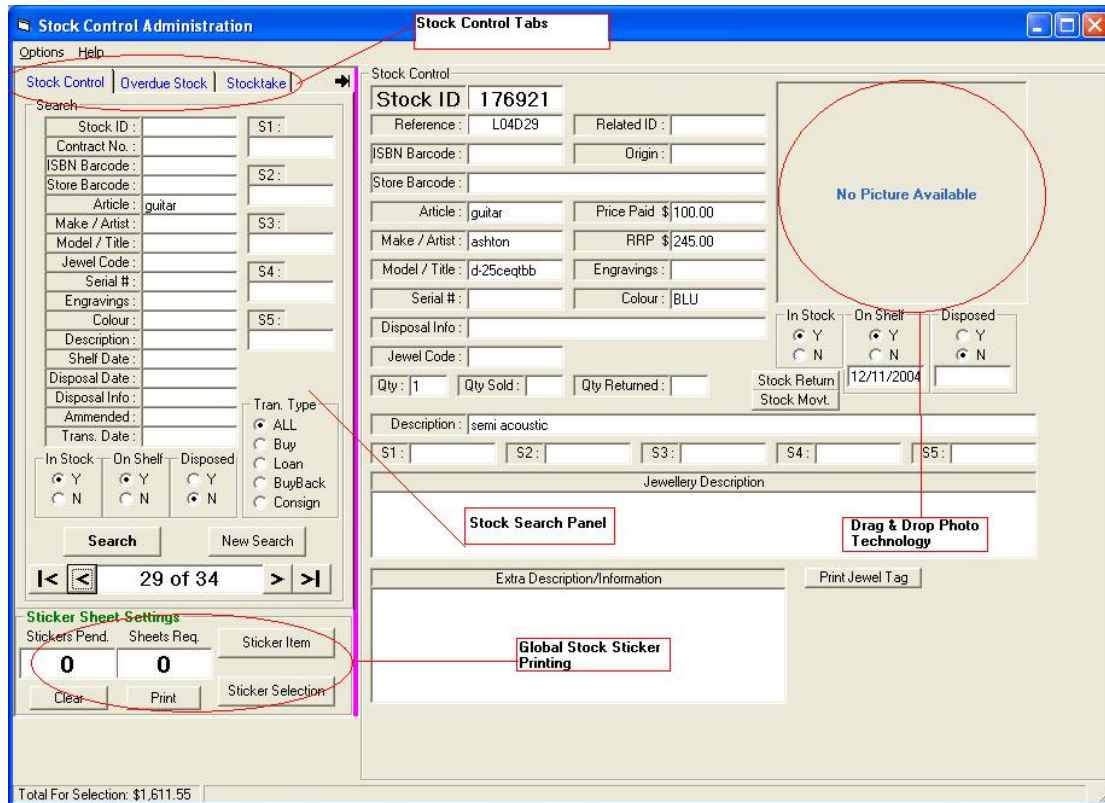 Stock Control Administration
Stock Control Tabs
Options Help
Stock Control Overdue Stock Stocktake
Search
Stock ID :
Contract No. :
ISBN Barcode :
Store Barcode :
Article : guitar
Make / Artist :
Model / Title :
Jewel Code :
Serial # :
Engravings :
Colour :
Description :
Shelf Date :
Disposal Date :
Disposal Info :
Ammended :
Trans. Date :
S1 :
S2 :
S3 :
S4 :
S5 :
Tran. Type
ALL
Buy
Loan
BuyBack
Consign
In Stock On Shelf Disposed
Y Y Y
N N N
Search New Search
|< < 29 of 34 > >|
Sticker Sheet Settings
Stickers Pend. Sheets Req.
0 0
Sticker Item
Clear Print Sticker Selection
Total For Selection: $1,611.55
Stock Control
Stock ID 176921
Reference : L04D29 Related ID :
ISBN Barcode : Origin :
Store Barcode :
Article : guitar Price Paid $ 100.00
Make / Artist : ashton RRP $ 245.00
Model / Title : d-25ceqtbb Engravings :
Serial # : Colour : BLU
Disposal Info :
Jewel Code :
Qty : 1 Qty Sold : Qty Returned :
No Picture Available
In Stock On Shelf Disposed
Y Y Y
N N N
Stock Return 12/11/2004
Stock Movt.
Description : semi acoustic
S1 : S2 : S3 : S4 : S5 :
Jewellery Description
Stock Search Panel
Drag & Drop Photo
Technology
Extra Description/Information
Print Jewel Tag
Global Stock Sticker
Printing